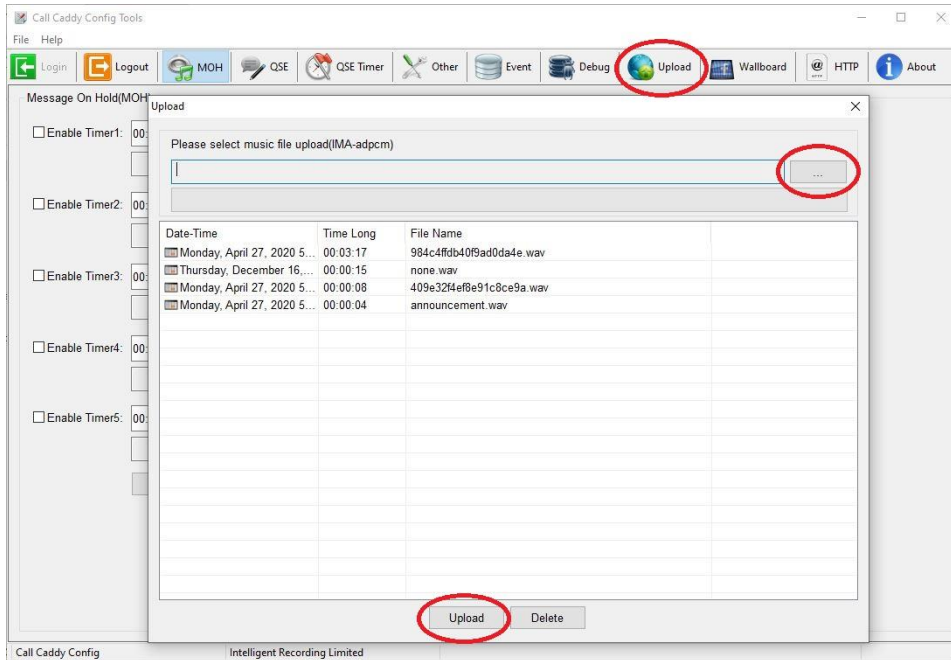 Call Caddy Config Tools
File Help
Login Logout MOH QSE QSE Timer Other Event Debug Upload Wallboard @ HTTP HTTP i About
Message On Hold(MOH
Upload
Enable Timer1: 00:
Please select music file upload(IMA-adpcm)
...
Enable Timer2: 00:
Date-Time Time Long File Name
Monday, April 27, 2020 5... 00:03:17 984c4ffdb40f9ad0da4e.wav
Thursday, December 16,... 00:00:15 none.wav
Enable Timer3: 00:
Monday, April 27, 2020 5... 00:00:08 409e32f4ef8e91c8ce9a.wav
Monday, April 27, 2020 5... 00:00:04 announcement.wav
Enable Timer4: 00:
Enable Timer5: 00:
Upload Delete
Call Caddy Config Intelligent Recording Limited